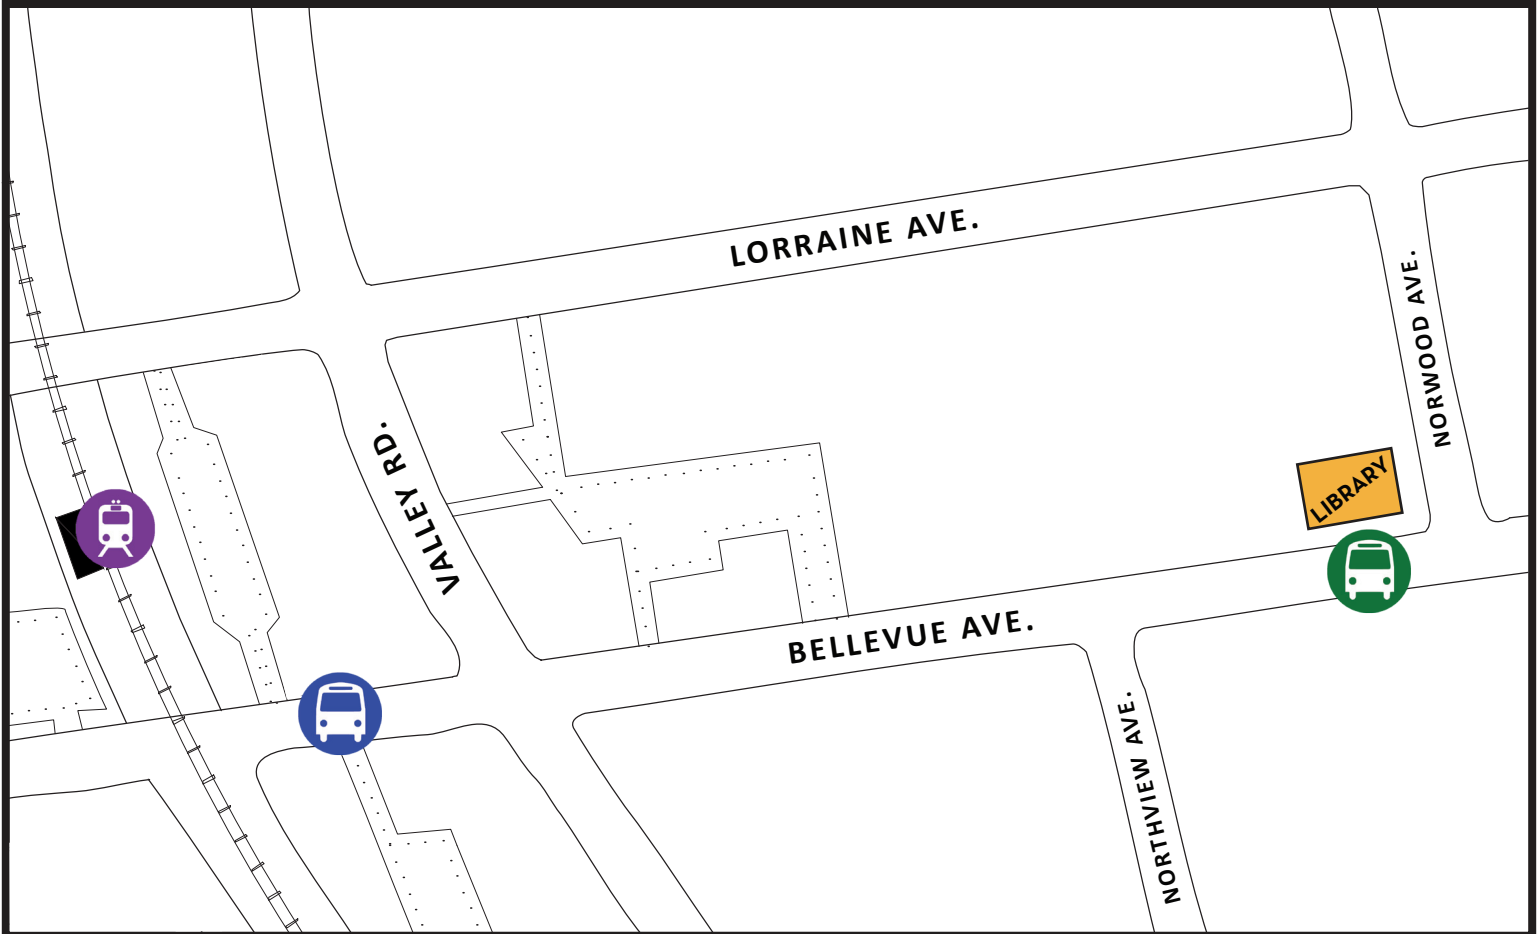 LORRAINE AVE.
NORWOOD AVE.
VALLEY RD.
LIBRARY
BELLEVUE AVE.
NORTHVIEW AVE.